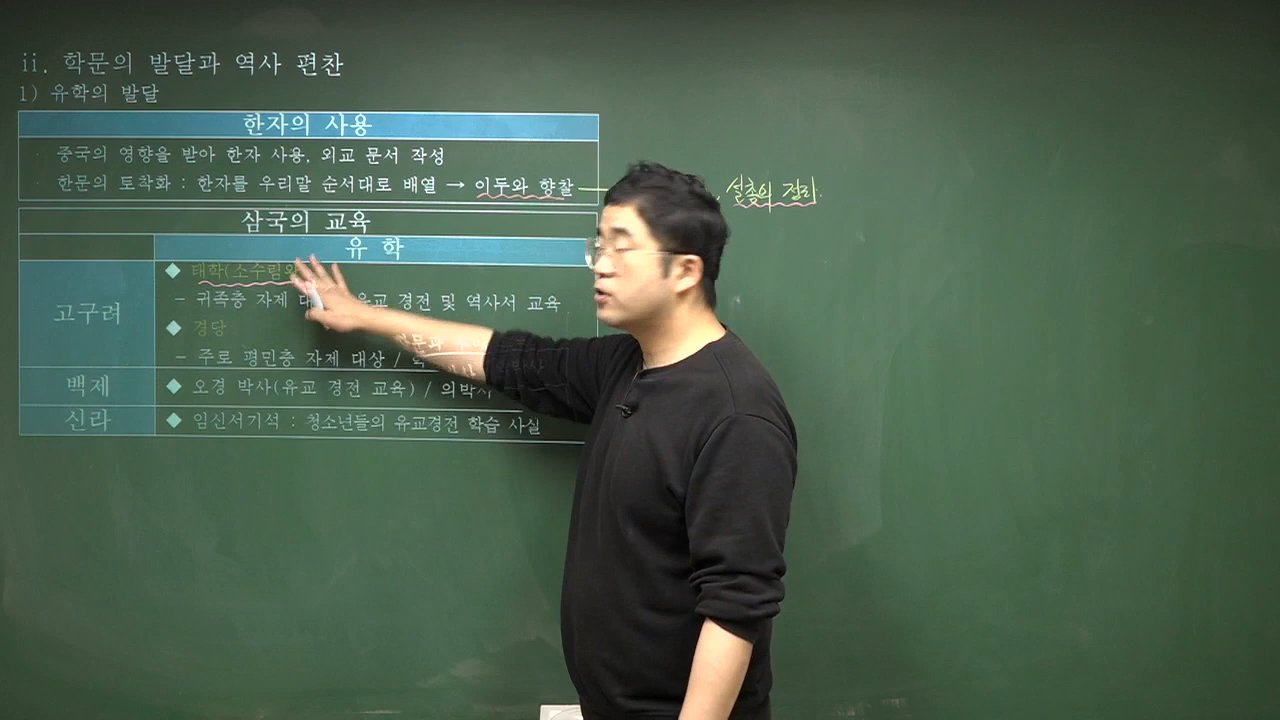 ii. 학문의 발달과 역사 편찬
1) 유학의 발달
한자의 사용
· 중국의 영향을 받아 한자 사용, 외교 문서 작성
· 한문의 토착화 : 한자를 우리말 순서대로 배열 → 이두와 향찰
설총의 정리.
삼국의 교육
유 학
고구려
◆ 태학(소수림왕
- 귀족층 자제 대 유교 경전 및 역사서 교육
◆ 경당
- 주로 평민층 자제 대상 /
백제
◆ 오경 박사(유교 경전 교육) / 의박사
신라
◆ 임신서기석 : 청소년들의 유교경전 학습 사실